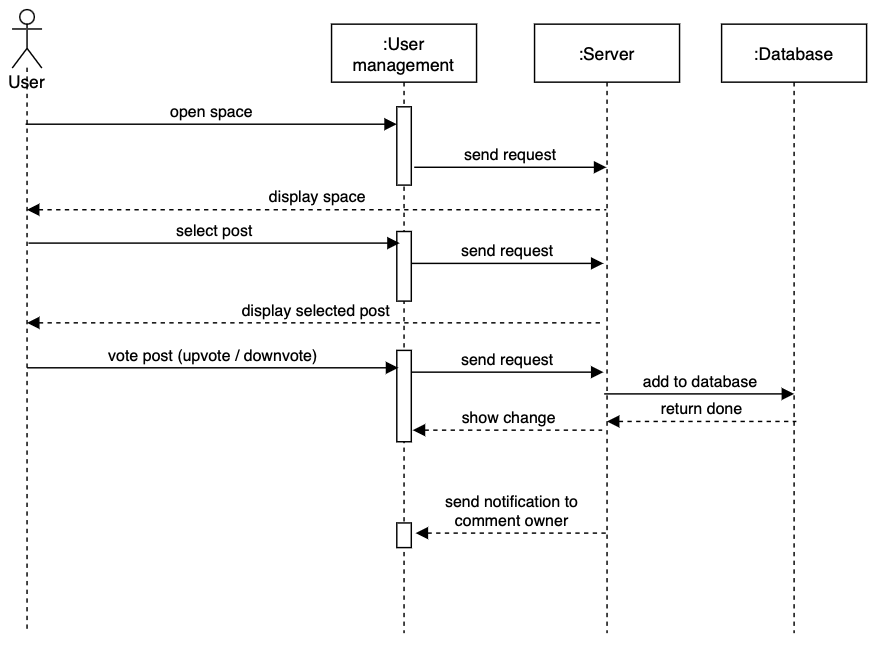 User
:User
management
:Server
:Database
open space
send request
display space
select post
send request
display selected post
vote post (upvote / downvote)
send request
add to database
return done
show change
send notification to
comment owner